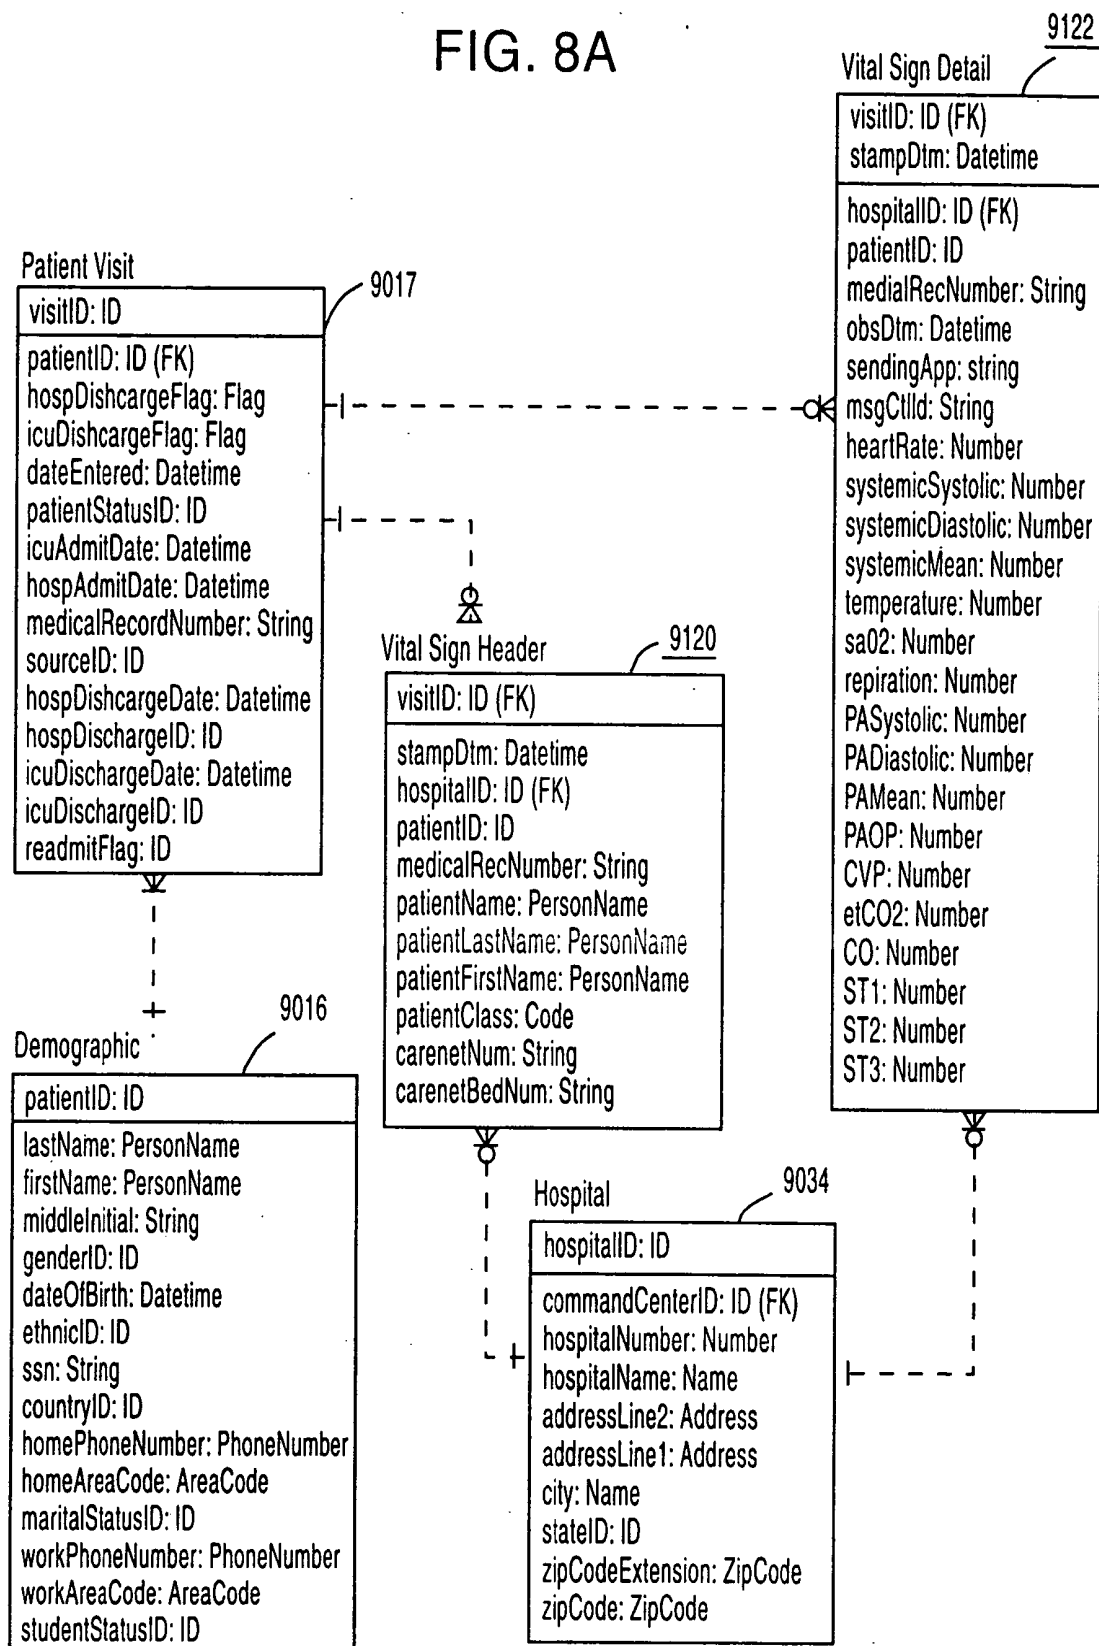 FIG. 8A
9122
Vital Sign Detail
visitID: ID (FK)
stampDtm: Datetime
hospitalID: ID (FK)
patientID: ID
medialRecNumber: String
obsDtm: Datetime
sendingApp: string
msgCtlId: String
heartRate: Number
systemicSystolic: Number
systemicDiastolic: Number
systemicMean: Number
temperature: Number
sa02: Number
repiration: Number
PASystolic: Number
PADiastolic: Number
PAMean: Number
PAOP: Number
CVP: Number
etCO2: Number
CO: Number
ST1: Number
ST2: Number
ST3: Number
Patient Visit
9017
visitID: ID
patientID: ID (FK)
hospDishcargeFlag: Flag
icuDishcargeFlag: Flag
dateEntered: Datetime
patientStatusID: ID
icuAdmitDate: Datetime
hospAdmitDate: Datetime
medicalRecordNumber: String
sourceID: ID
hospDishcargeDate: Datetime
hospDischargeID: ID
icuDischargeDate: Datetime
icuDischargeID: ID
readmitFlag: ID
Vital Sign Header
9120
visitID: ID (FK)
stampDtm: Datetime
hospitalID: ID (FK)
patientID: ID
medicalRecNumber: String
patientName: PersonName
patientLastName: PersonName
patientFirstName: PersonName
patientClass: Code
carenetNum: String
carenetBedNum: String
Demographic
9016
patientID: ID
lastName: PersonName
firstName: PersonName
middleInitial: String
genderID: ID
dateOfBirth: Datetime
ethnicID: ID
ssn: String
countryID: ID
homePhoneNumber: PhoneNumber
homeAreaCode: AreaCode
maritalStatusID: ID
workPhoneNumber: PhoneNumber
workAreaCode: AreaCode
studentStatusID: ID
Hospital
9034
hospitalID: ID
commandCenterID: ID (FK)
hospitalNumber: Number
hospitalName: Name
addressLine2: Address
addressLine1: Address
city: Name
stateID: ID
zipCodeExtension: ZipCode
zipCode: ZipCode